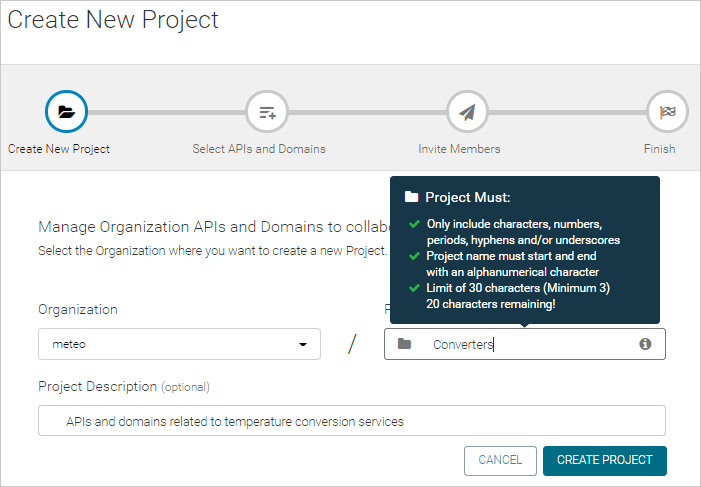 Create New Project
Create New Project
Select APIs and Domains
Invite Members
Finish
Manage Organization APIs and Domains to collab
Select the Organization where you want to create a new Project.
Project Must:
Only include characters, numbers,
periods, hyphens and/or underscores
Project name must start and end
with an alphanumerical character
Limit of 30 characters (Minimum 3)
20 characters remaining!
Organization
meteo
/
Converters
Project Description (optional)
APIs and domains related to temperature conversion services
CANCEL
CREATE PROJECT